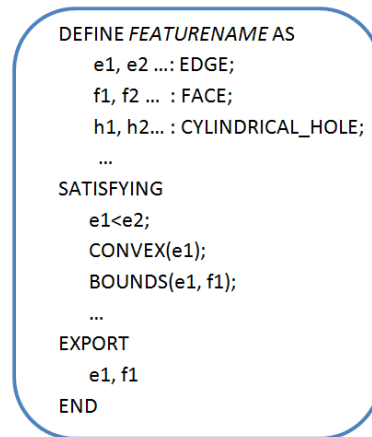 DEFINE FEATURENAME AS
e1, e2 ...: EDGE;
f1, f2 ... : FACE;
h1, h2... : CYLINDRICAL_HOLE;
...
SATISFYING
e1<e2;
CONVEX(e1);
BOUNDS(e1, f1);
...
EXPORT
e1, f1
END